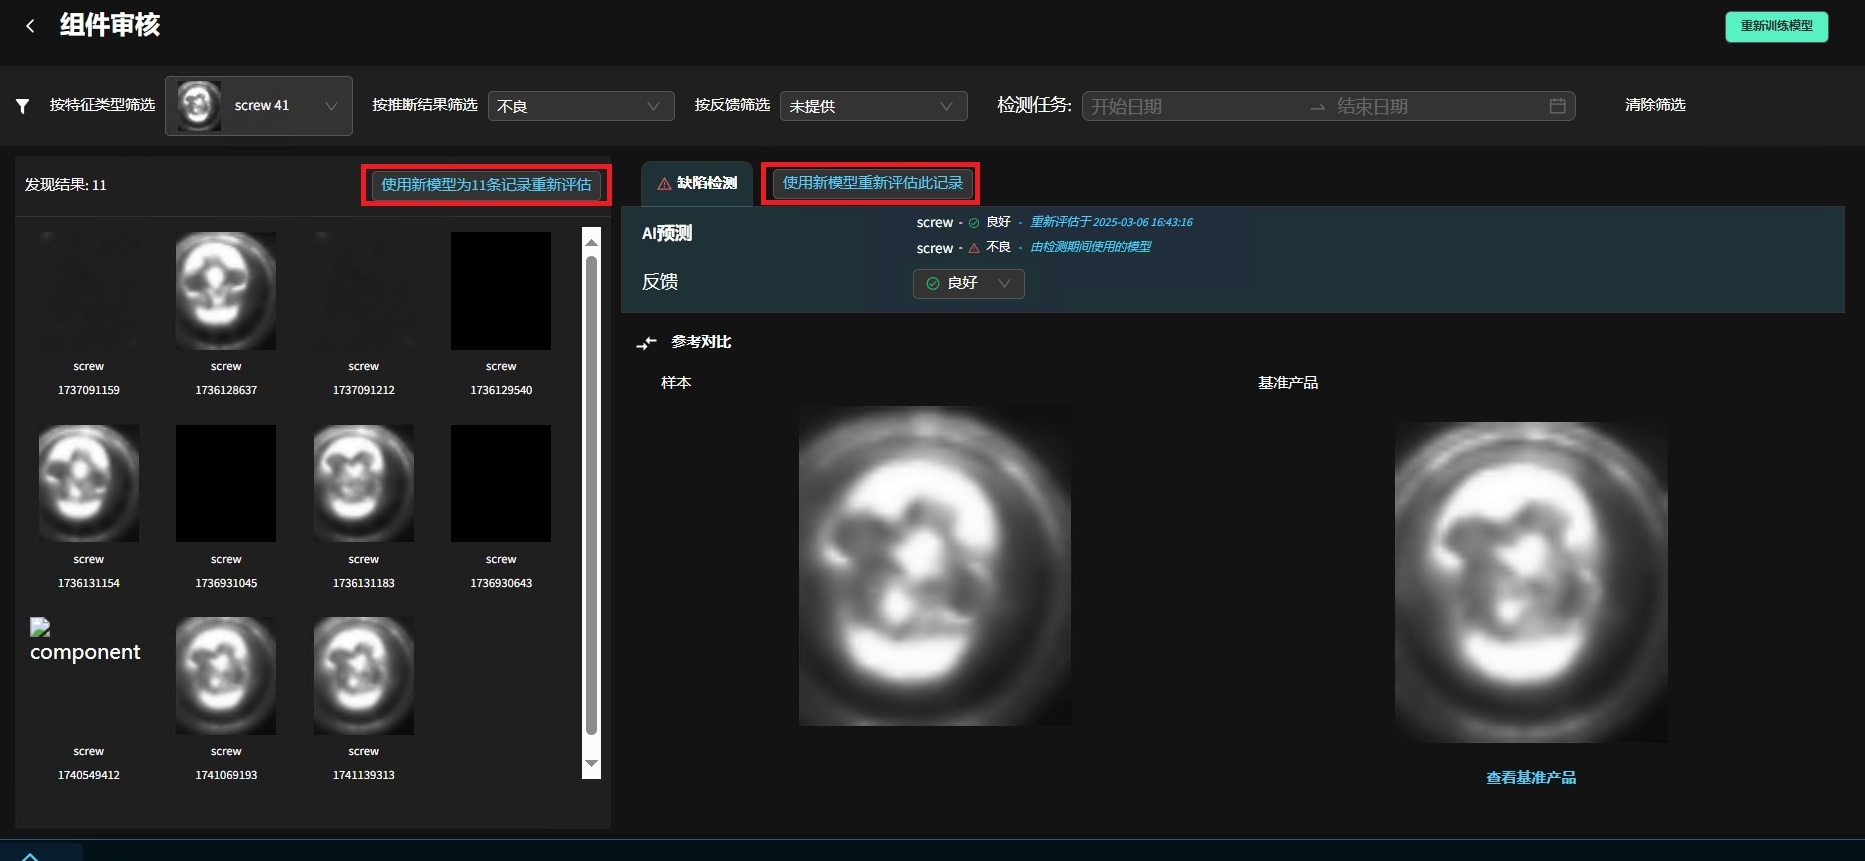 组件审核
重新训练模型
按特征类型筛选 screw 41 按推断结果筛选 不良 按反馈筛选 未提供 检测任务: 开始日期 → 结束日期 清除筛选
发现结果: 11 使用新模型为11条记录重新评估
screw screw screw screw
1737091159 1736128637 1737091212 1736129540
screw screw screw screw
1736131154 1736931045 1736131183 1736930643
component
screw screw screw
1740549412 1741069193 1741139313
缺陷检测 使用新模型重新评估此记录
AI预测
screw - 良好 - 重新评估于 2025-03-06 16:43:16
screw - 不良 - 由检测期间使用的模型
反馈 良好
参考对比
样本 基准产品
查看基准产品